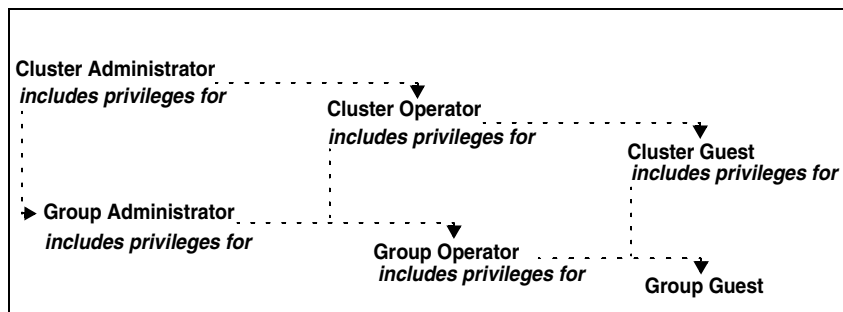 Cluster Administrator
includes privileges for
Cluster Operator
includes privileges for
Cluster Guest
includes privileges for
Group Administrator
includes privileges for
Group Operator
includes privileges for
Group Guest